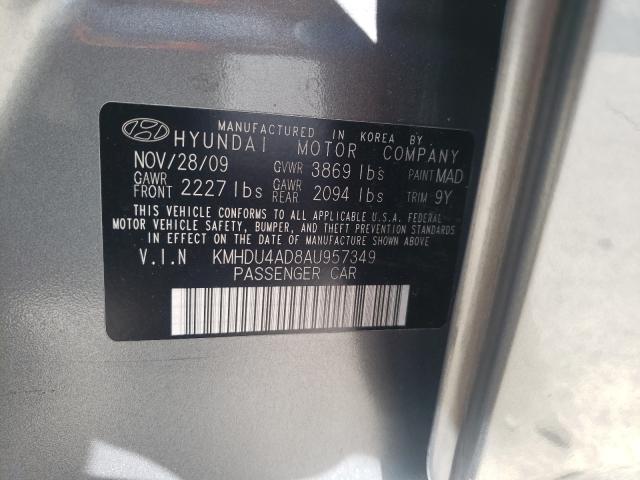 MANUFACTURED IN KOREA BY
HYUNDAI MOTOR COMPANY
NOV/28/09 GVWR 3869 lbs PAINT MAD
GAWR FRONT 2227 lbs GAWR REAR 2094 lbs TRIM 9Y
THIS VEHICLE CONFORMS TO ALL APPLICABLE U.S.A. FEDERAL
MOTOR VEHICLE SAFETY, BUMPER, AND THEFT PREVENTION STANDARDS
IN EFFECT ON THE DATE OF MANUFACTURE SHOWN ABOVE
V.I.N KMHDU4AD8AU957349
PASSENGER CAR